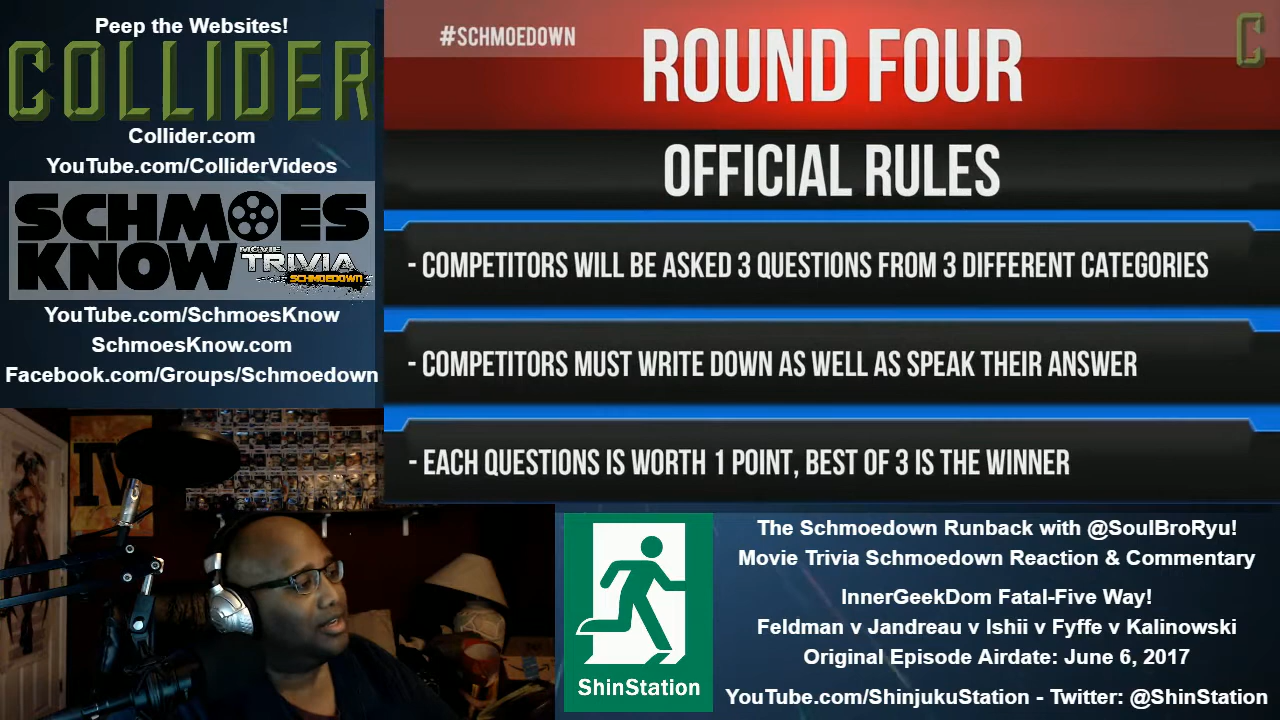 Peep the Websites!
COLLIDER
Collider.com
YouTube.com/ColliderVideos
SCHMOES
KNOW
MOVIE
TRIVIA
SCHMOEDOWN
YouTube.com/SchmoesKnow
SchmoesKnow.com
Facebook.com/Groups/Schmoedown
#SCHMOEDOWN
C
ROUND FOUR
OFFICIAL RULES
- COMPETITORS WILL BE ASKED 3 QUESTIONS FROM 3 DIFFERENT CATEGORIES
- COMPETITORS MUST WRITE DOWN AS WELL AS SPEAK THEIR ANSWER
- EACH QUESTIONS IS WORTH 1 POINT, BEST OF 3 IS THE WINNER
IV
ShinStation
The Schmoedown Runback with @SoulBroRyu!
Movie Trivia Schmoedown Reaction & Commentary
InnerGeekDom Fatal-Five Way!
Feldman v Jandreau v Ishii v Fyffe v Kalinowski
Original Episode Airdate: June 6, 2017
YouTube.com/ShinjukuStation - Twitter: @ShinStation